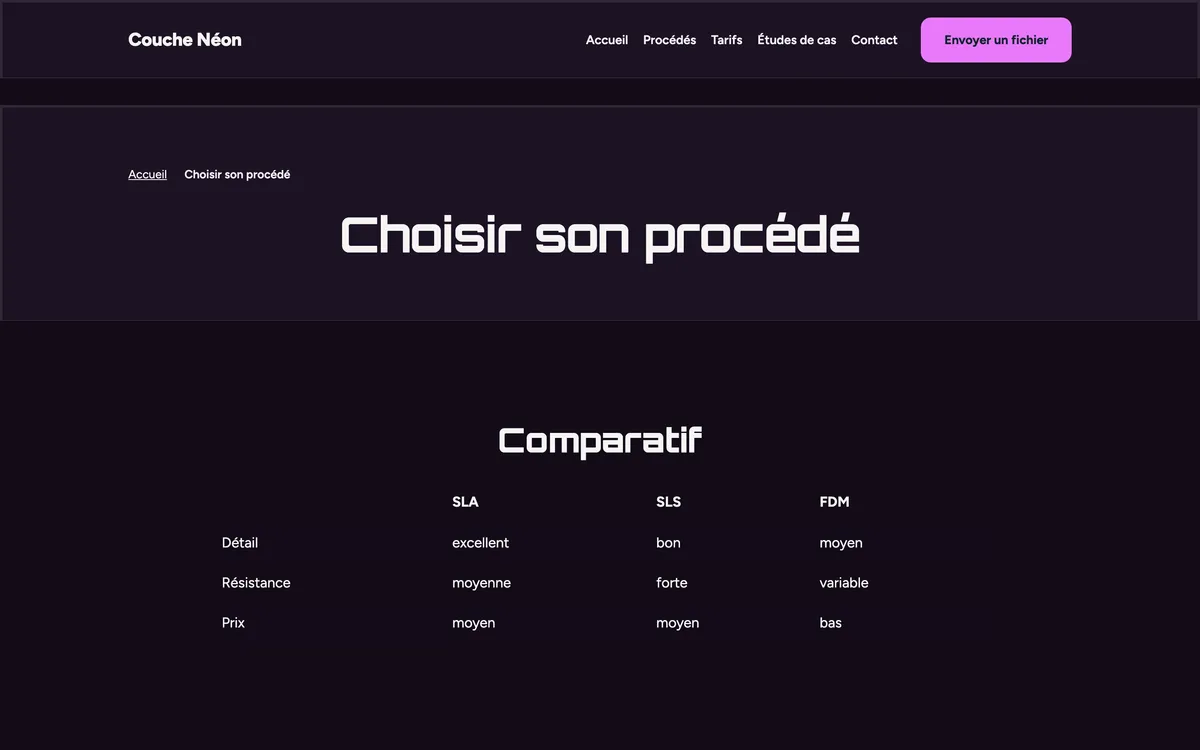 Couche Néon
Accueil Procédés Tarifs Études de cas Contact Envoyer un fichier
Accueil Choisir son procédé
Choisir son procédé
Comparatif
SLA SLS FDM
Détail excellent bon moyen
Résistance moyenne forte variable
Prix moyen moyen bas